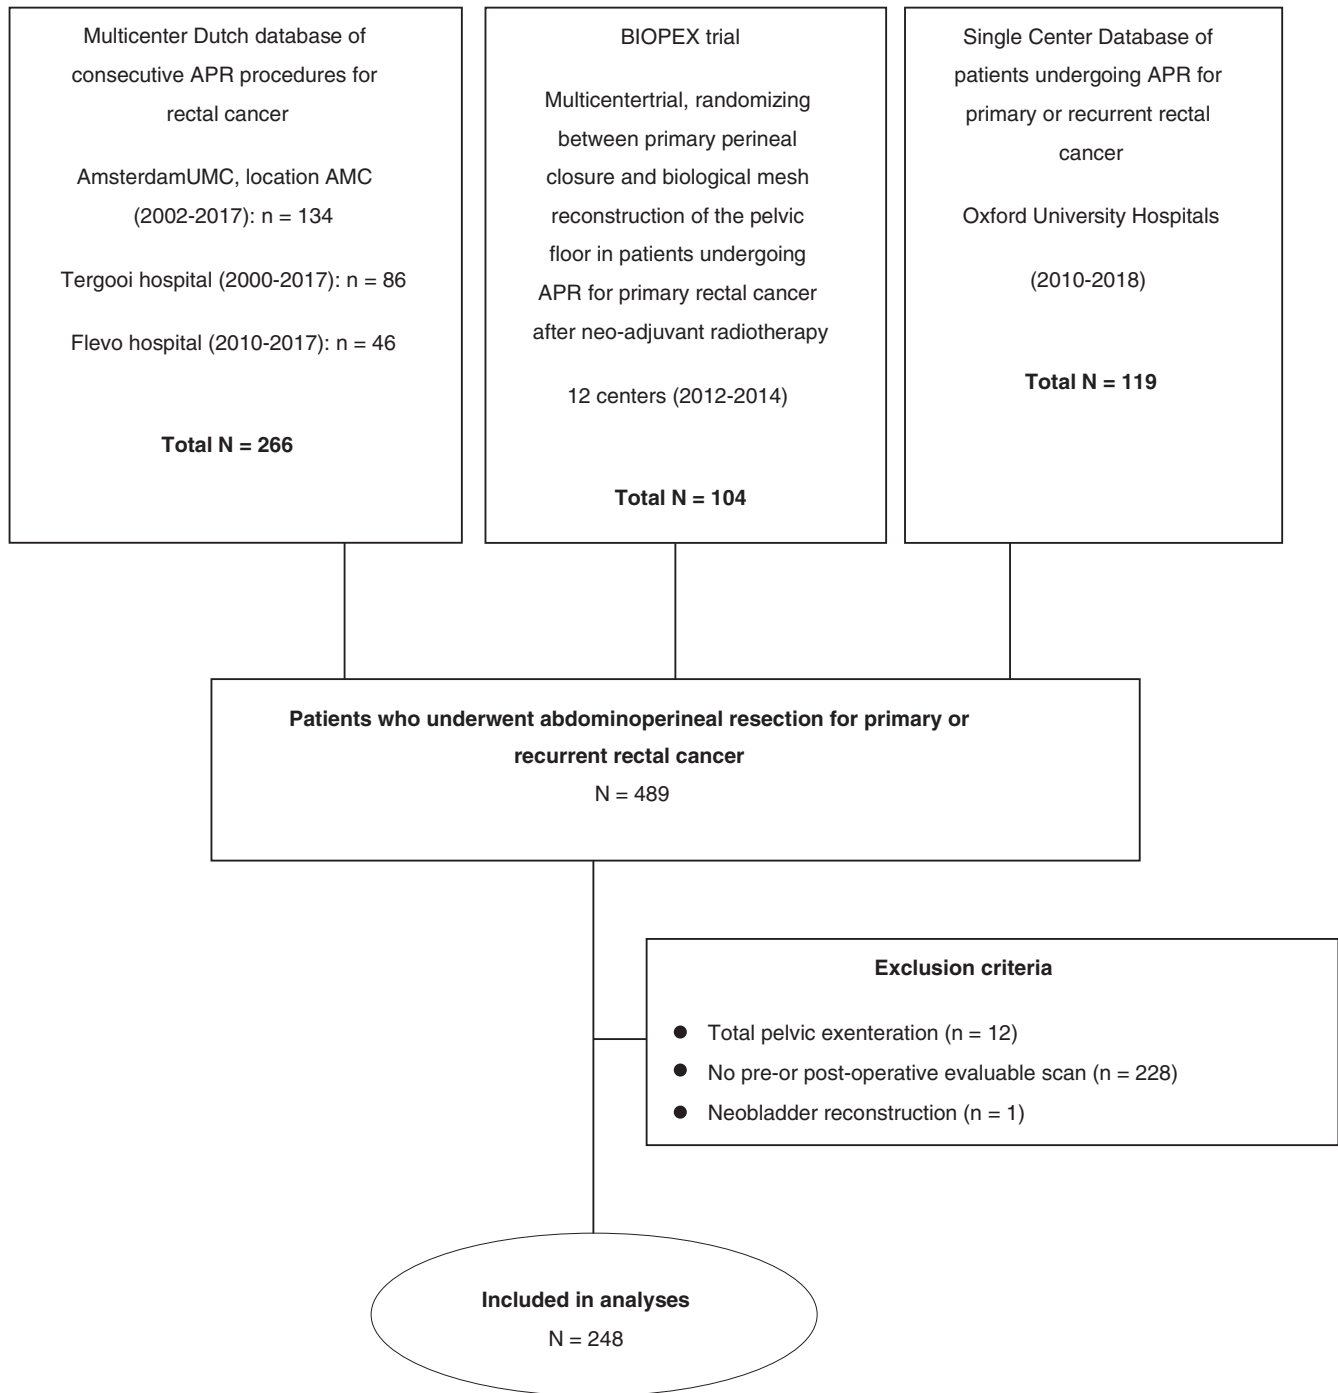 Multicenter Dutch database of
consecutive APR procedures for
rectal cancer
AmsterdamUMC, location AMC
(2002-2017): n = 134
Tergooi hospital (2000-2017): n = 86
Flevo hospital (2010-2017): n = 46
Total N = 266
BIOPEX trial
Multicentertrial, randomizing
between primary perineal
closure and biological mesh
reconstruction of the pelvic
floor in patients undergoing
APR for primary rectal cancer
after neo-adjuvant radiotherapy
12 centers (2012-2014)
Total N = 104
Single Center Database of
patients undergoing APR for
primary or recurrent rectal
cancer
Oxford University Hospitals
(2010-2018)
Total N = 119
Patients who underwent abdominoperineal resection for primary or
recurrent rectal cancer
N = 489
Exclusion criteria
● Total pelvic exenteration (n = 12)
● No pre-or post-operative evaluable scan (n = 228)
● Neobladder reconstruction (n = 1)
Included in analyses
N = 248